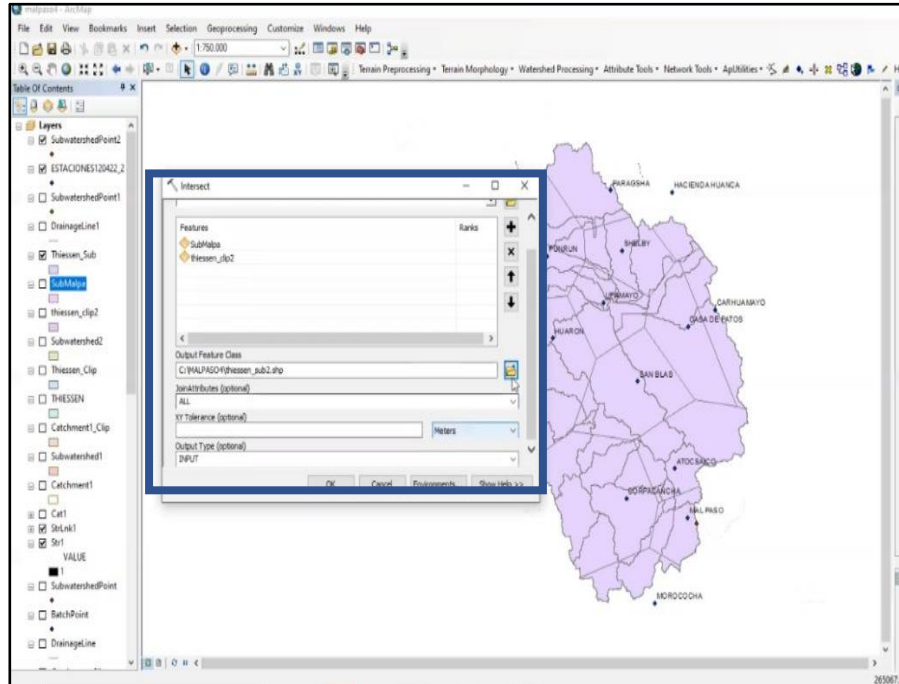 malpaso4 - ArcMap
File Edit View Bookmarks Insert Selection Geoprocessing Customize Windows Help
1:750.000
Terrain Preprocessing Terrain Morphology Watershed Processing Attribute Tools Network Tools ApUtilities
Table Of Contents
Layers
SubwatershedPoint2
ESTACIONES120422_2
SubwatershedPoint1
DrainageLine1
Thiessen_Sub
SubMalpa
thiessen_clip2
Subwatershed2
Thiessen_Clip
THIESSEN
Catchment1_Clip
Subwatershed1
Catchment1
Cat1
StrLnk1
Str1
VALUE
1
SubwatershedPoint
BatchPoint
DrainageLine
Intersect
Features Ranks
SubMalpa
thiessen_clip2
Output Feature Class
C:\MALPASO4\thiessen_sub2.shp
JoinAttributes (optional)
ALL
XY Tolerance (optional)
Meters
Output Type (optional)
INPUT
OK Cancel Environments... Show Help >>
PARAGSHA
HACIENDA HUANCA
SHELBY
UPAMAYO
CARHUAMAYO
CASA DE PATOS
HUARON
SAN BLAS
ATOCSAICO
CORPACANCHA
MAL PASO
MOROCOCHA